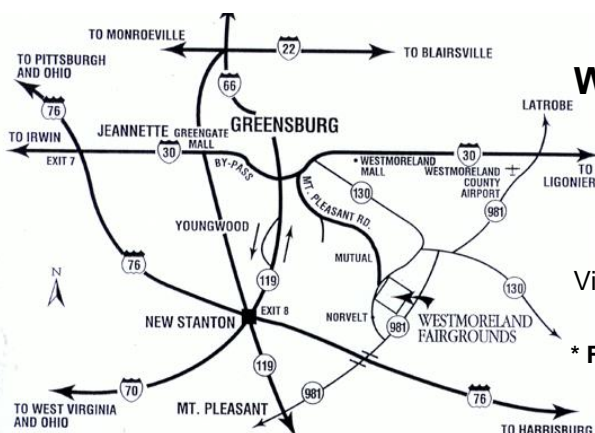 TO MONROEVILLE
22
TO BLAIRSVILLE
TO PITTSBURGH
AND OHIO
W
66
76
LATROBE
GREENSBURG
JEANNETTE
GREENGATE
MALL
TO IRWIN
EXIT 7
30
BY-PASS
WESTMORELAND
MALL
30
WESTMORELAND
COUNTY
AIRPORT
TO
LIGONIER
MT. PLEASANT RD.
130
981
YOUNGWOOD
MUTUAL
76
N
119
130
Vi
EXIT 8
NEW STANTON
NORVELT
981
WESTMORELAND
FAIRGROUNDS
* F
119
70
981
76
TO WEST VIRGINIA
AND OHIO
MT. PLEASANT
TO HARRISBURG